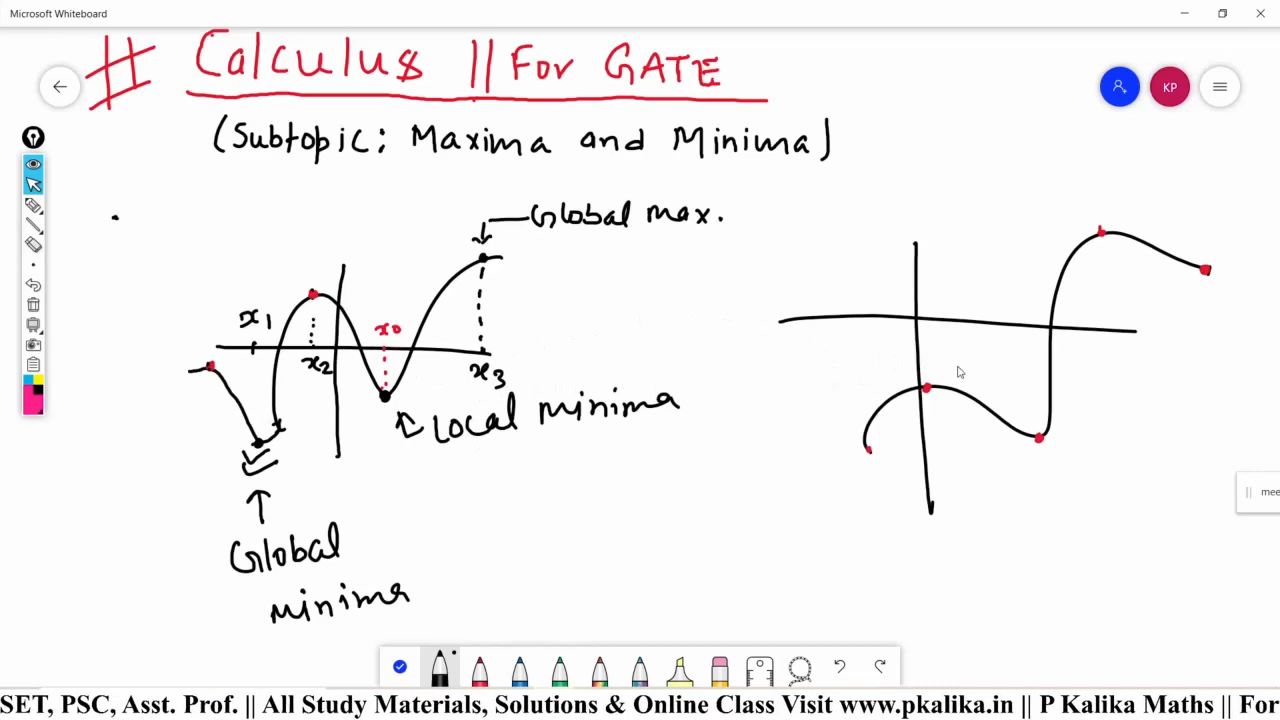 Microsoft Whiteboard
# Calculus || For GATE
KP
(Subtopic: Maxima and Minima)
Global max.
x1
x0
x2
x3
Local minima
Global
minima
mee
SET, PSC, Asst. Prof. || All Study Materials, Solutions & Online Class Visit www.pkalika.in || P Kalika Maths || For